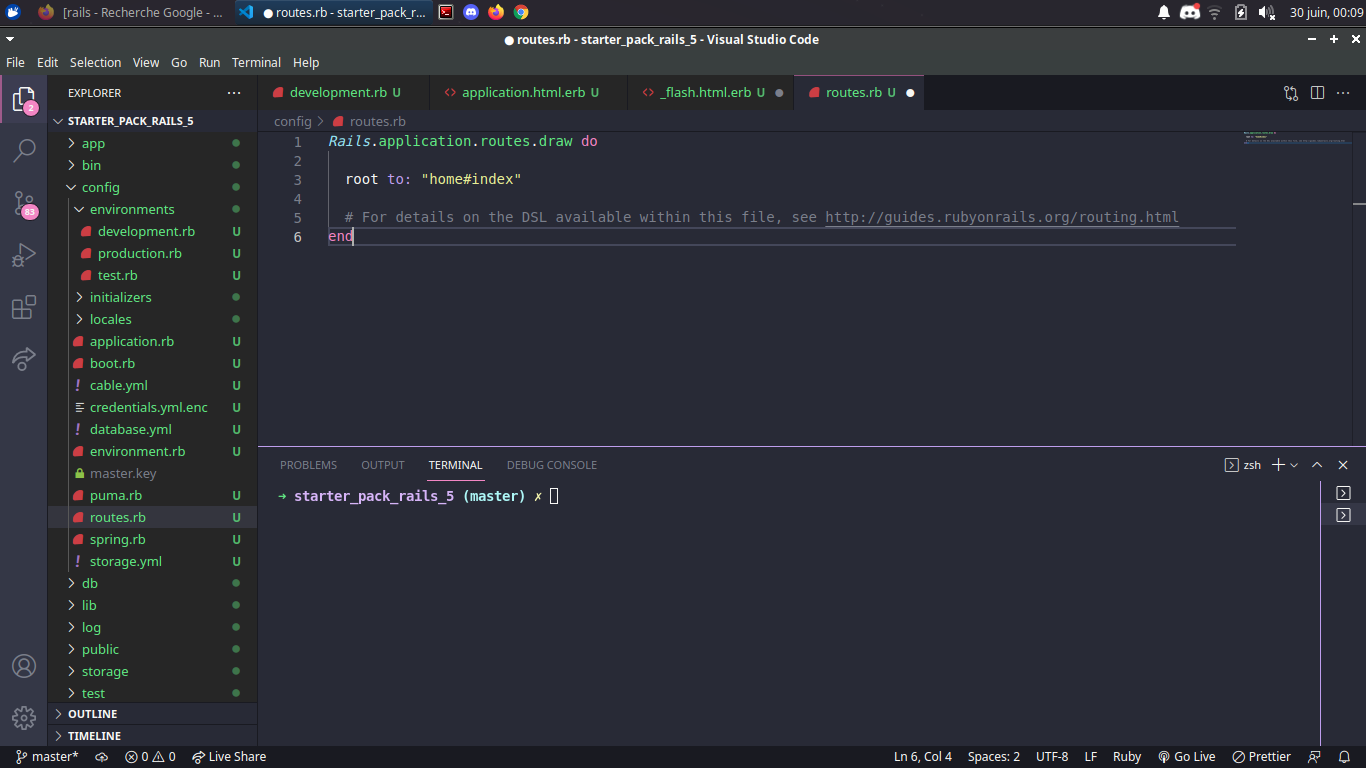 [rails - Recherche Google - ...
routes.rb - starter_pack_r...
30 juin, 00:09
routes.rb - starter_pack_rails_5 - Visual Studio Code
File Edit Selection View Go Run Terminal Help
EXPLORER
development.rb U
application.html.erb U
_flash.html.erb U
routes.rb U
STARTER_PACK_RAILS_5
config > routes.rb
app
bin
config
environments
development.rb U
production.rb U
test.rb U
initializers
locales
application.rb U
boot.rb U
cable.yml U
credentials.yml.enc U
database.yml U
environment.rb U
master.key
puma.rb U
routes.rb U
spring.rb U
storage.yml U
db
lib
log
public
storage
test
OUTLINE
TIMELINE
2
83
1 Rails.application.routes.draw do
2
3 root to: "home#index"
4
5 # For details on the DSL available within this file, see http://guides.rubyonrails.org/routing.html
6 end
PROBLEMS OUTPUT TERMINAL DEBUG CONSOLE
zsh
→ starter_pack_rails_5 (master) ✗
master* 0 0 Live Share
Ln 6, Col 4 Spaces: 2 UTF-8 LF Ruby Go Live Prettier